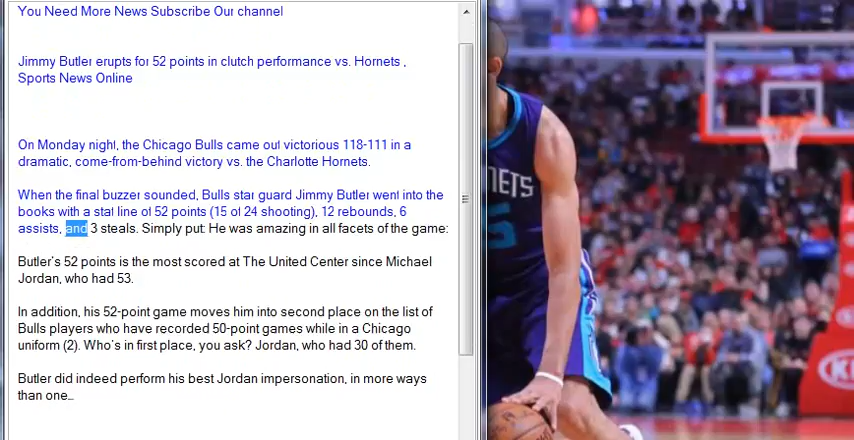 You Need More News Subscribe Our channel
Jimmy Butler erupts for 52 points in clutch performance vs. Hornets ,
Sports News Online
On Monday night, the Chicago Bulls came out victorious 118-111 in a
dramatic, come-from-behind victory vs. the Charlotte Hornets.
When the final buzzer sounded, Bulls star guard Jimmy Butler went into the
books with a stat line of 52 points (15 of 24 shooting), 12 rebounds, 6
assists, and 3 steals. Simply put: He was amazing in all facets of the game:
Butler's 52 points is the most scored at The United Center since Michael
Jordan, who had 53.
In addition, his 52-point game moves him into second place on the list of
Bulls players who have recorded 50-point games while in a Chicago
uniform (2). Who's in first place, you ask? Jordan, who had 30 of them.
Butler did indeed perform his best Jordan impersonation, in more ways
than one...
NETS
5